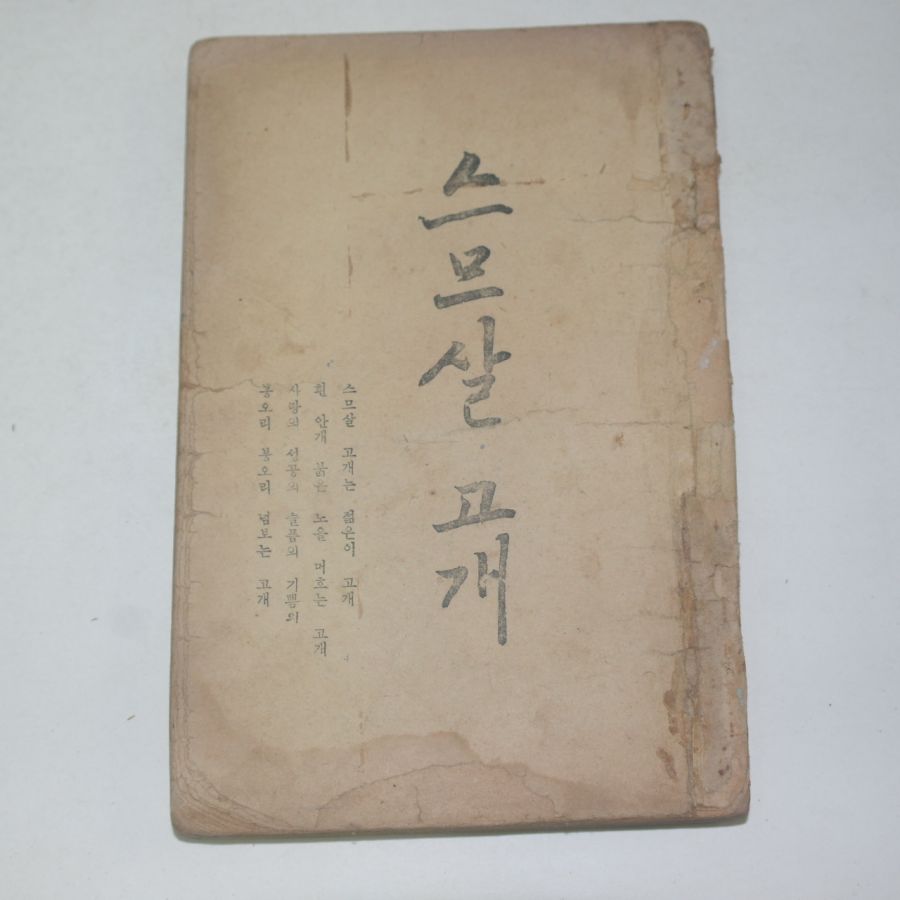 스므살 고개
스므살 고개는 젊은이 고개
흰 안개 붉은 노을 머흐는 고개
사랑의 성공의 슬픔의 기쁨의
봉오리 봉오리 넘보는 고개